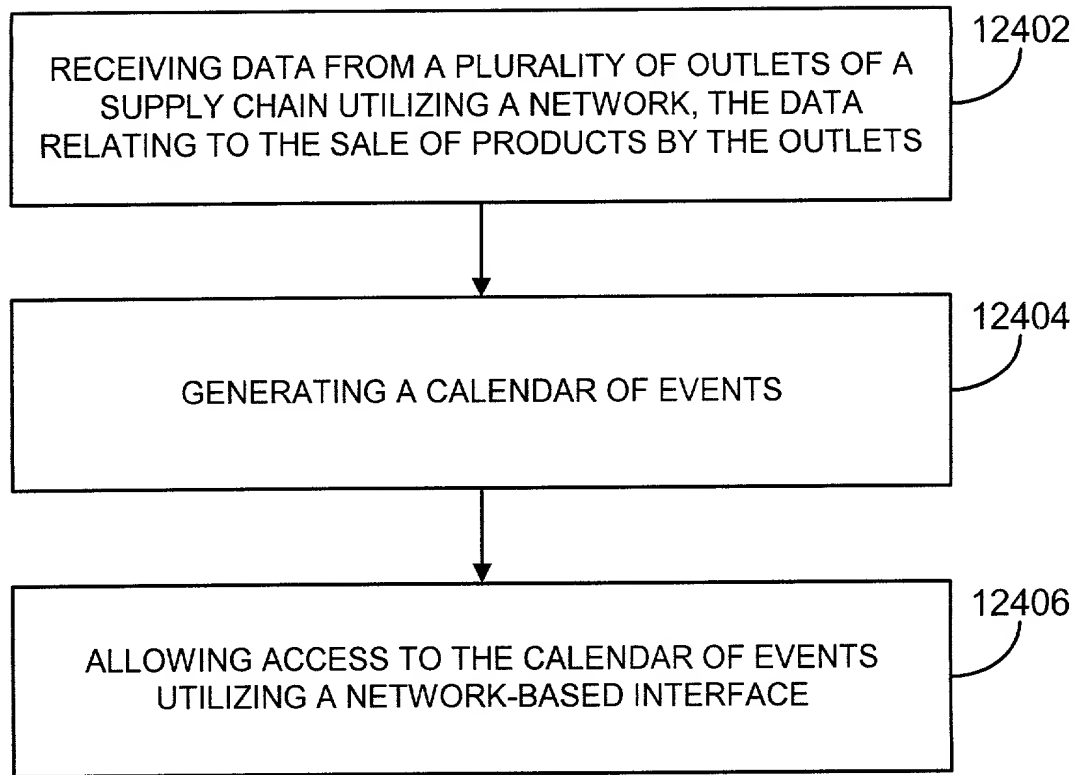 12402
RECEIVING DATA FROM A PLURALITY OF OUTLETS OF A
SUPPLY CHAIN UTILIZING A NETWORK, THE DATA
RELATING TO THE SALE OF PRODUCTS BY THE OUTLETS
12404
GENERATING A CALENDAR OF EVENTS
12406
ALLOWING ACCESS TO THE CALENDAR OF EVENTS
UTILIZING A NETWORK-BASED INTERFACE